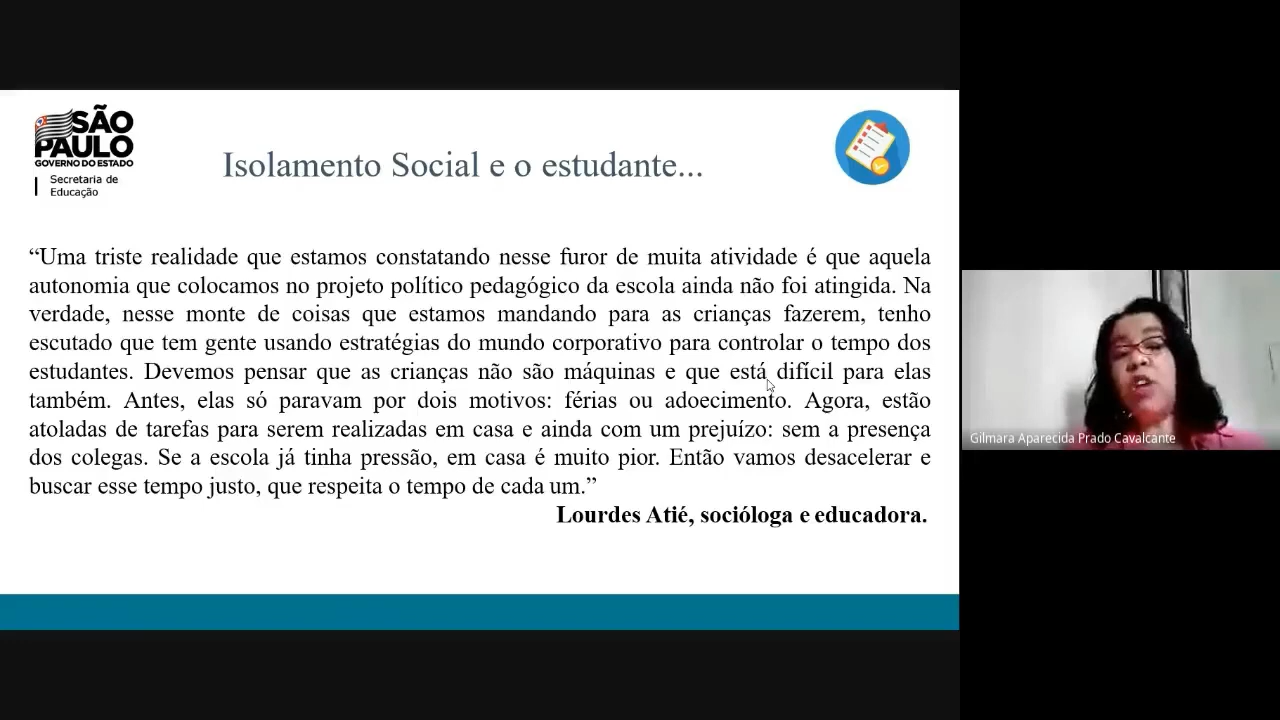 SÃO
PAULO
GOVERNO DO ESTADO
Secretaria de
Educação
Isolamento Social e o estudante...
“Uma triste realidade que estamos constatando nesse furor de muita atividade é que aquela
autonomia que colocamos no projeto político pedagógico da escola ainda não foi atingida. Na
verdade, nesse monte de coisas que estamos mandando para as crianças fazerem, tenho
escutado que tem gente usando estratégias do mundo corporativo para controlar o tempo dos
estudantes. Devemos pensar que as crianças não são máquinas e que está difícil para elas
também. Antes, elas só paravam por dois motivos: férias ou adoecimento. Agora, estão
atoladas de tarefas para serem realizadas em casa e ainda com um prejuízo: sem a presença
dos colegas. Se a escola já tinha pressão, em casa é muito pior. Então vamos desacelerar e
buscar esse tempo justo, que respeita o tempo de cada um.”
Lourdes Atié, socióloga e educadora.
Gilmara Aparecida Prado Cavalcante